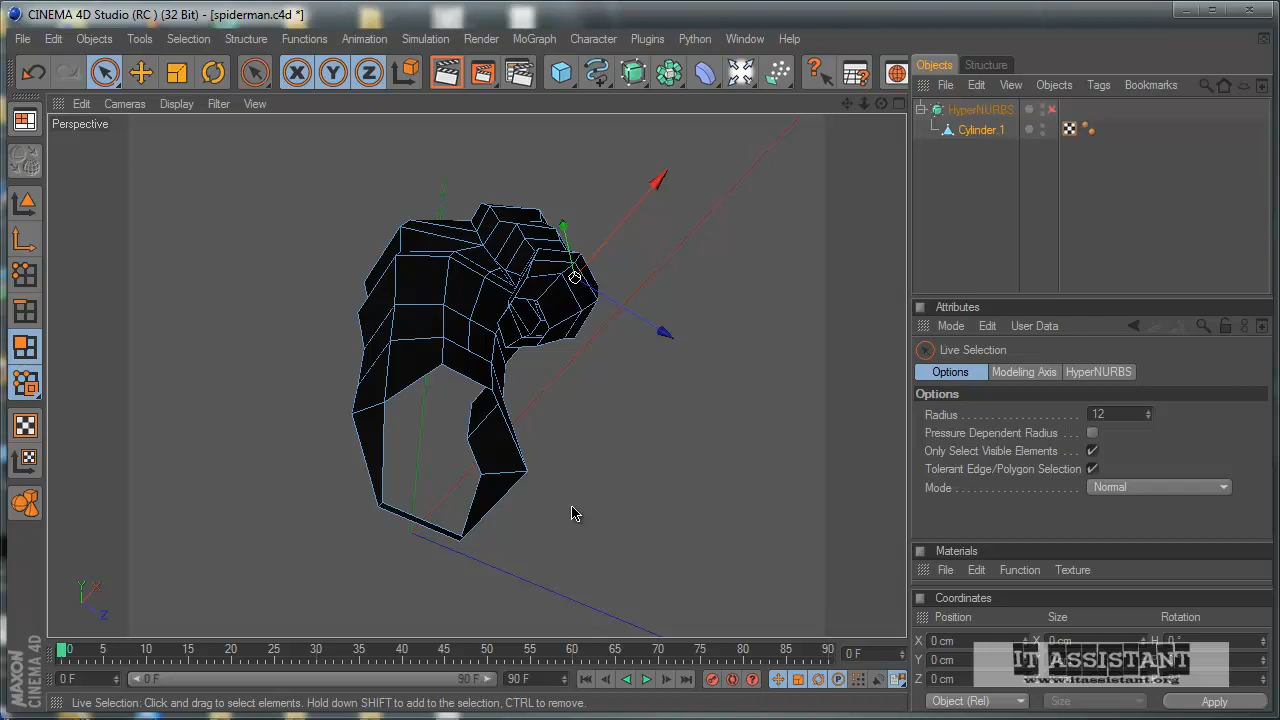 CINEMA 4D Studio (RC ) (32 Bit) - [spiderman.c4d *]
File Edit Objects Tools Selection Structure Functions Animation Simulation Render MoGraph Character Plugins Python Window Help
X Y Z
Objects Structure
Edit Cameras Display Filter View
File Edit View Objects Tags Bookmarks
Perspective
HyperNURBS
Cylinder.1
Attributes
Mode Edit User Data
Live Selection
Options Modeling Axis HyperNURBS
Options
Radius 12
Pressure Dependent Radius
Only Select Visible Elements
Tolerant Edge/Polygon Selection
Mode Normal
Materials
File Edit Function Texture
Coordinates
Position Size Rotation
Y X
Z
X 0 cm X 0 cm H 0 °
Y 0 cm
Z 0 cm
IT ASSISTANT
www.itassistant.org
0 5 10 15 20 25 30 35 40 45 50 55 60 65 70 75 80 85 90 0 F
0 F 0 F 90 F 90 F
Object (Rel) Size Apply
MAXON
CINEMA 4D
Live Selection: Click and drag to select elements. Hold down SHIFT to add to the selection, CTRL to remove.